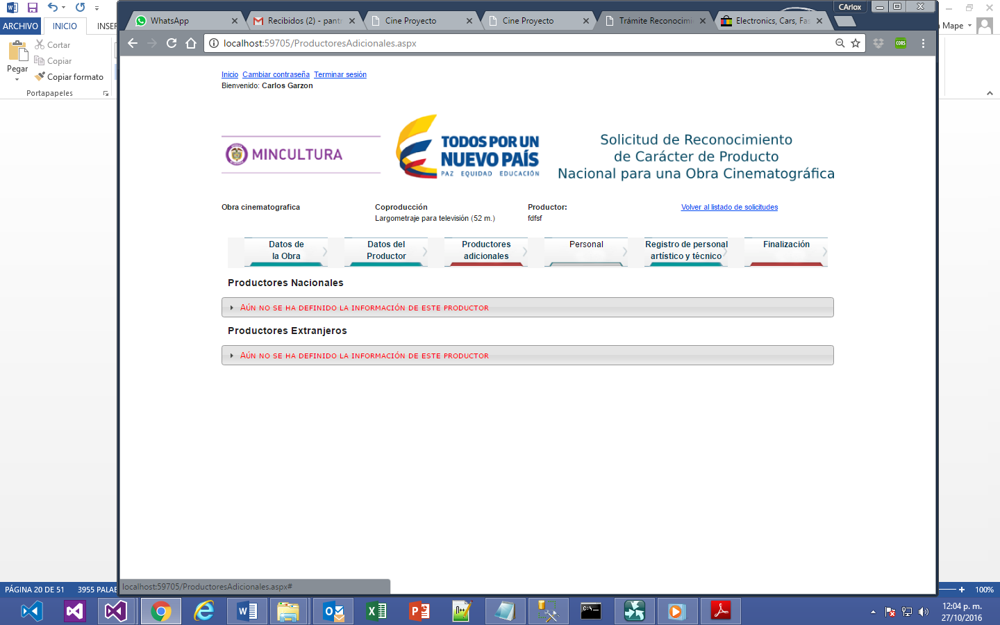 CArlox
WhatsApp
Recibidos (2) - pant
Cine Proyecto
Cine Proyecto
Trámite Reconocimi
Electronics, Cars, Fas
ARCHIVO
INICIO
INSER
Mape
localhost:59705/ProductoresAdicionales.aspx
CORS
Pegar
Cortar
Copiar
Copiar formato
Portapapeles
Inicio Cambiar contraseña Terminar sesión
Bienvenido: Carlos Garzon
MINCULTURA
TODOS POR UN
NUEVO PAÍS
PAZ EQUIDAD EDUCACIÓN
Solicitud de Reconocimiento
de Carácter de Producto
Nacional para una Obra Cinematográfica
Obra cinematografica
Coproducción
Largometraje para televisión (52 m.)
Productor:
fdfsf
Volver al listado de solicitudes
Datos de
la Obra
Datos del
Productor
Productores
adicionales
Personal
Registro de personal
artístico y técnico
Finalización
Productores Nacionales
Aún no se ha definido la información de este productor
Productores Extranjeros
Aún no se ha definido la información de este productor
localhost:59705/ProductoresAdicionales.aspx#
PÁGINA 20 DE 51
3955 PALAB
100%
12:04 p. m.
27/10/2016